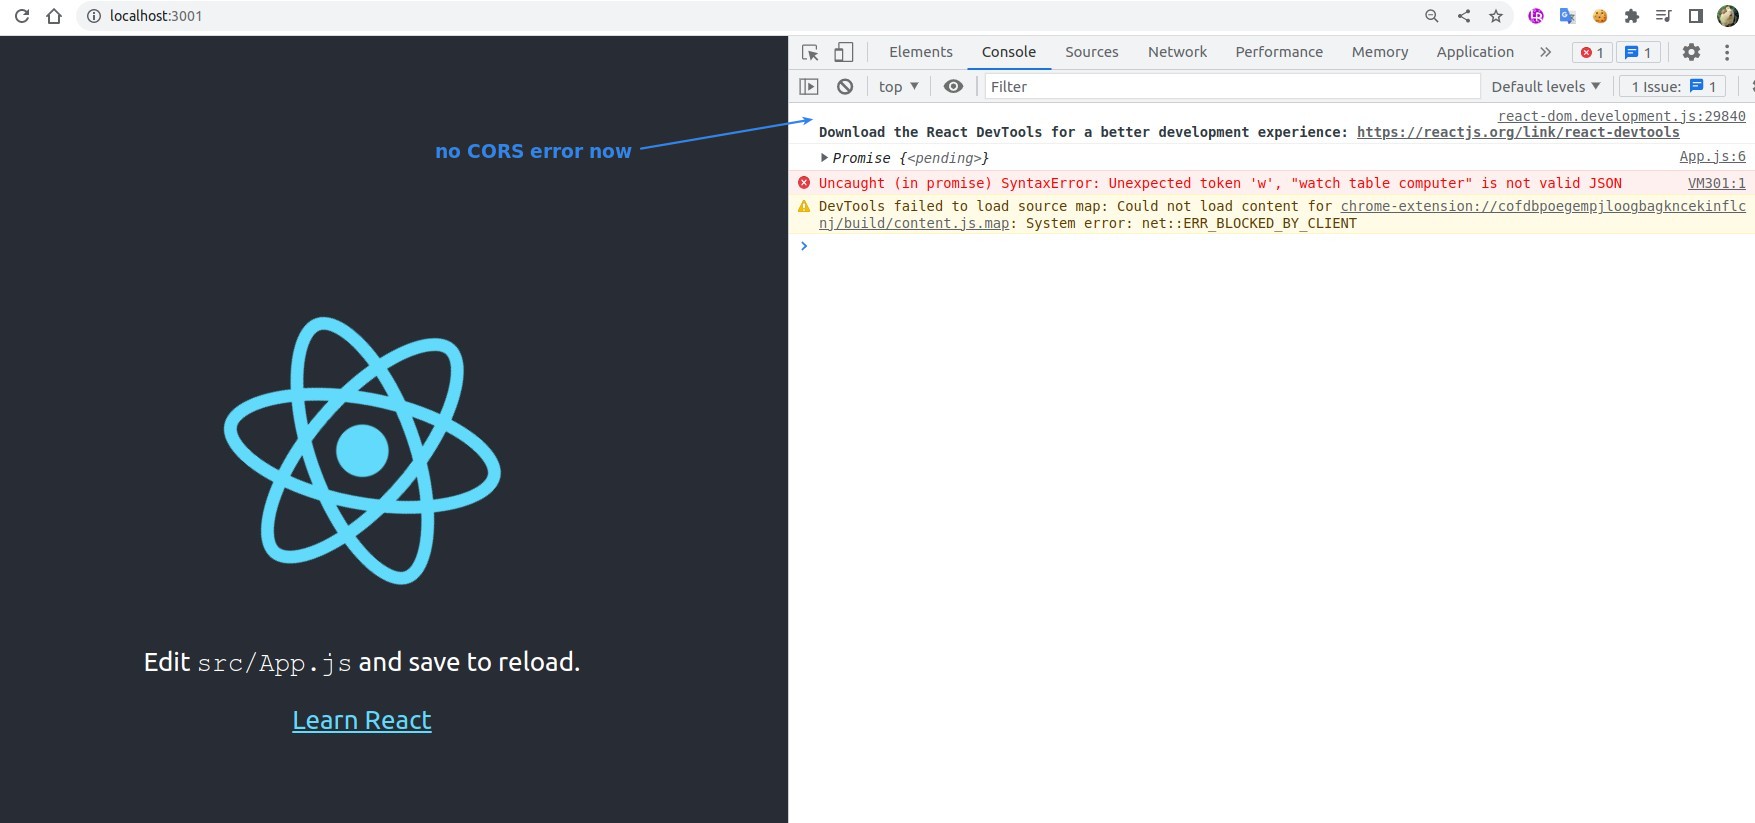 localhost:3001
Elements Console Sources Network Performance Memory Application 1 1
top Filter Default levels 1 Issue: 1
no CORS error now
react-dom.development.js:29840
Download the React DevTools for a better development experience: https://reactjs.org/link/react-devtools
Promise {<pending>} App.js:6
Uncaught (in promise) SyntaxError: Unexpected token 'w', "watch table computer" is not valid JSON VM301:1
DevTools failed to load source map: Could not load content for chrome-extension://cofdbpoegempjloogbagkncekinflc
nj/build/content.js.map: System error: net::ERR_BLOCKED_BY_CLIENT
Edit src/App.js and save to reload.
Learn React